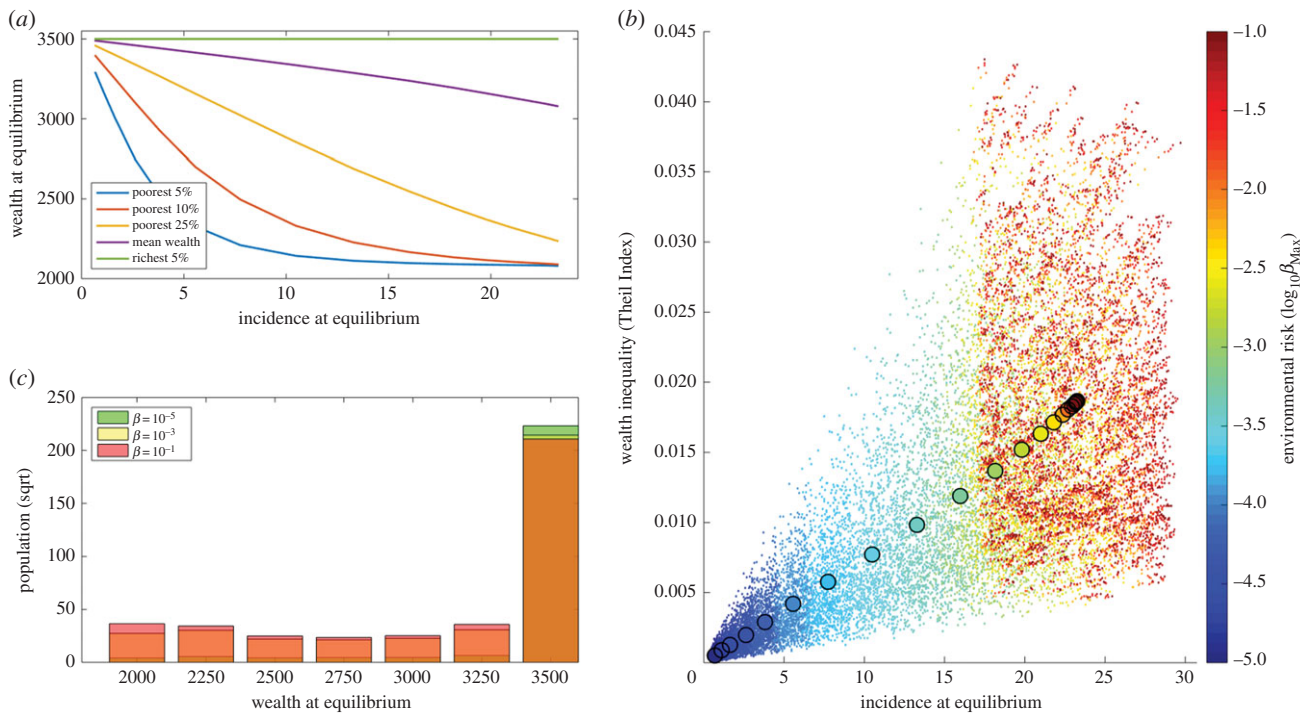 (a)
3500
3000
2500
2000
wealth at equilibrium
poorest 5%
poorest 10%
poorest 25%
mean wealth
richest 5%
0
5
10
15
20
incidence at equilibrium
(c)
250
200
150
100
50
0
population (sqrt)
β = 10⁻⁵
β = 10⁻³
β = 10⁻¹
2000
2250
2500
2750
3000
3250
3500
wealth at equilibrium
(b)
0.045
0.040
0.035
0.030
0.025
0.020
0.015
0.010
0.005
wealth inequality (Theil Index)
0
5
10
15
20
25
30
incidence at equilibrium
−1.0
−1.5
−2.0
−2.5
−3.0
−3.5
−4.0
−4.5
−5.0
environmental risk (log₁₀βMax)